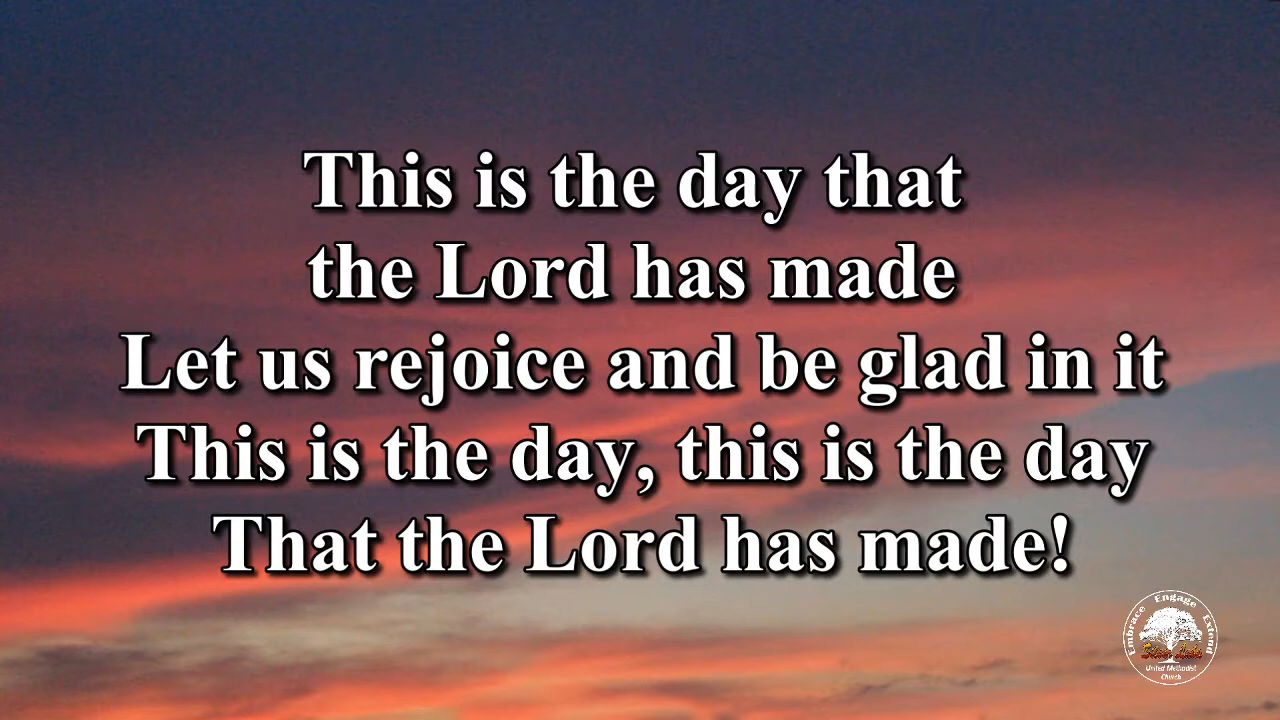 This is the day that
the Lord has made
Let us rejoice and be glad in it
This is the day, this is the day
That the Lord has made!
Embrace Engage Extend
United Methodist
Church